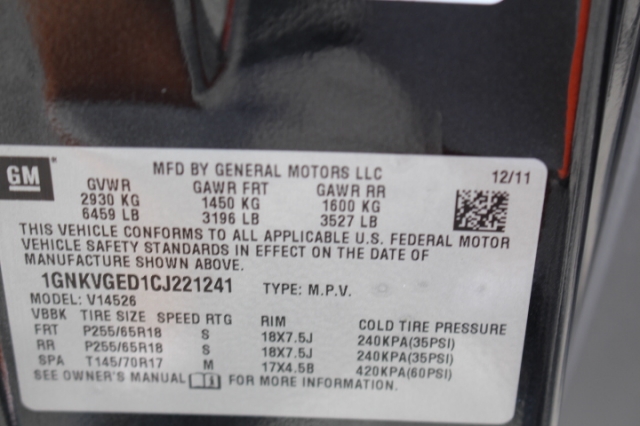 GM
MFD BY GENERAL MOTORS LLC
12/11
GVWR GAWR FRT GAWR RR
2930 KG 1450 KG 1600 KG
6459 LB 3196 LB 3527 LB
THIS VEHICLE CONFORMS TO ALL APPLICABLE U.S. FEDERAL MOTOR
VEHICLE SAFETY STANDARDS IN EFFECT ON THE DATE OF
MANUFACTURE SHOWN ABOVE.
1GNKVGED1CJ221241 TYPE: M.P.V.
MODEL: V14526
VBBK TIRE SIZE SPEED RTG RIM COLD TIRE PRESSURE
FRT P255/65R18 S 18X7.5J 240KPA(35PSI)
RR P255/65R18 S 18X7.5J 240KPA(35PSI)
SPA T145/70R17 M 17X4.5B 420KPA(60PSI)
SEE OWNER'S MANUAL FOR MORE INFORMATION.